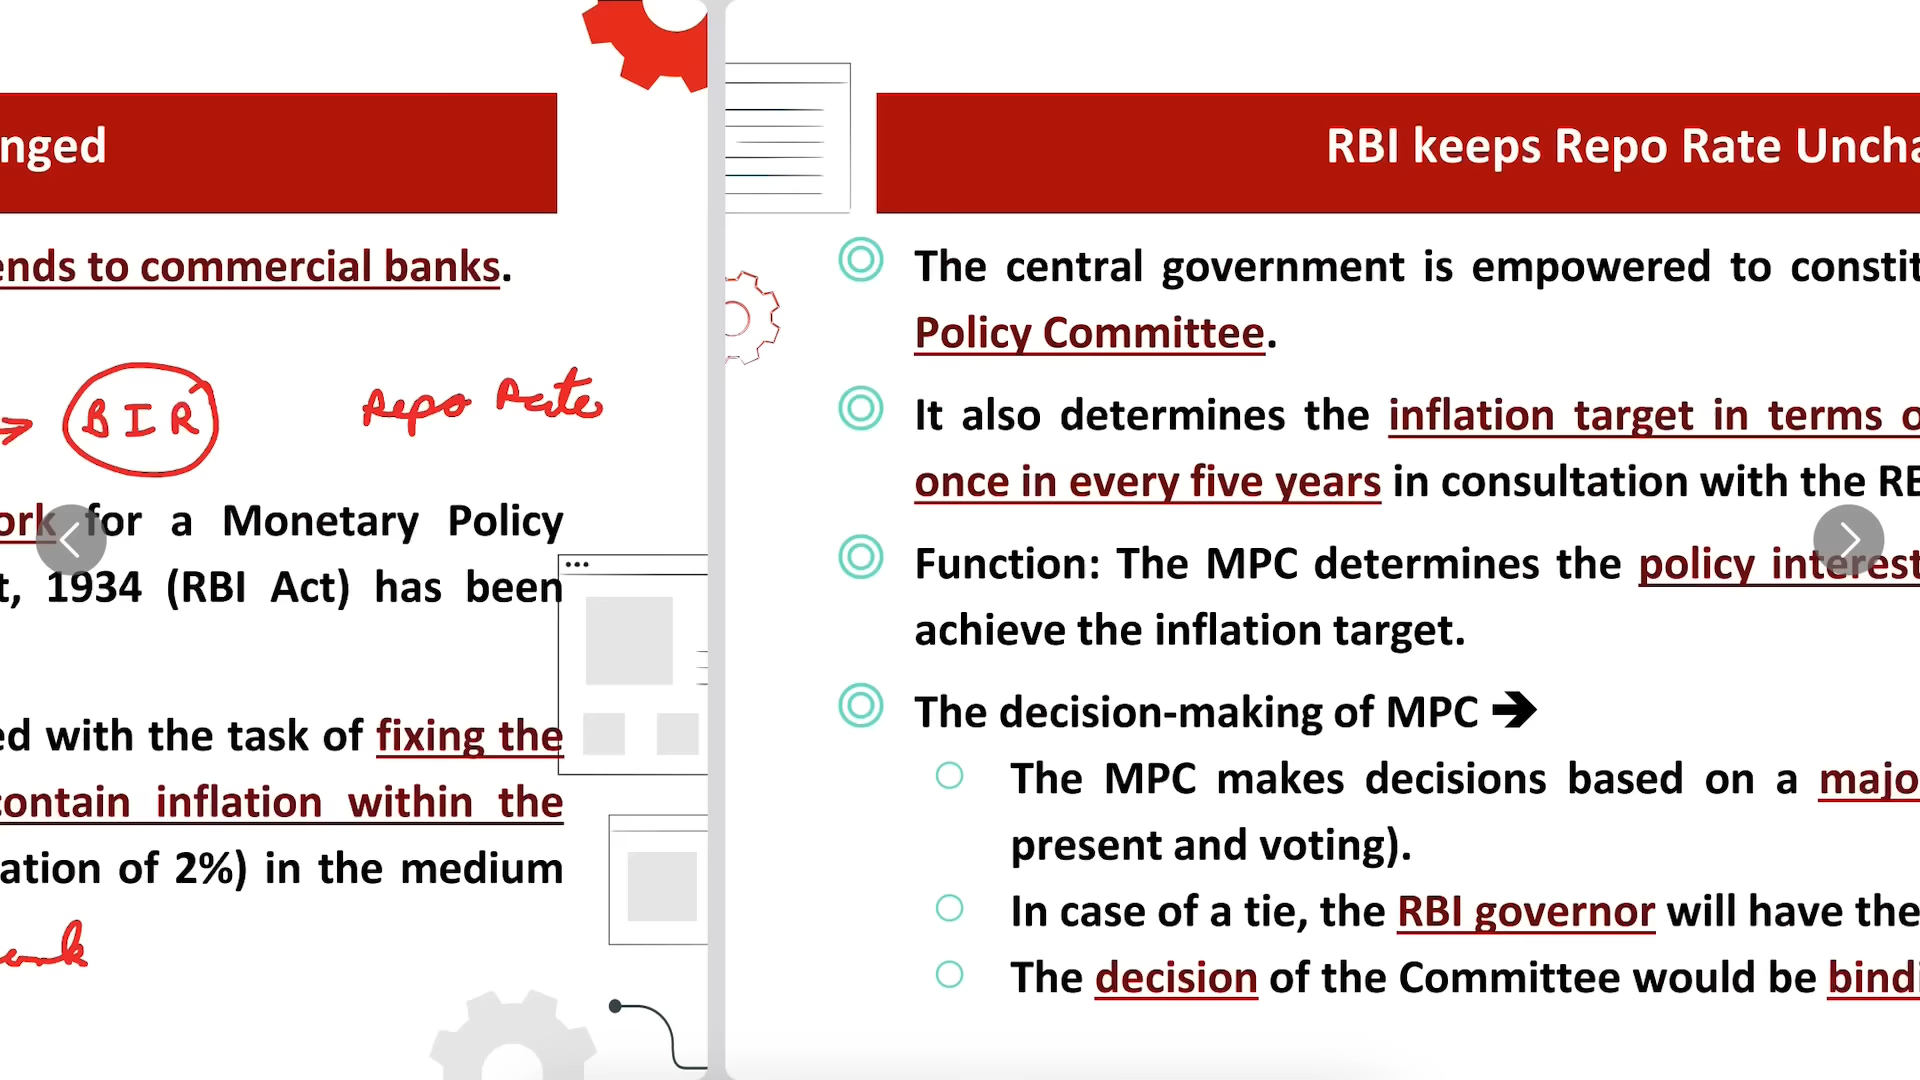 nged
ends to commercial banks.
BIR
Repo Rate
ork for a Monetary Policy
t, 1934 (RBI Act) has been
ed with the task of fixing the
contain inflation within the
ation of 2%) in the medium
RBI keeps Repo Rate Uncha
The central government is empowered to constit
Policy Committee.
It also determines the inflation target in terms o
once in every five years in consultation with the RB
Function: The MPC determines the policy interest
achieve the inflation target.
The decision-making of MPC ➔
The MPC makes decisions based on a majo
present and voting).
In case of a tie, the RBI governor will have the
The decision of the Committee would be bindi